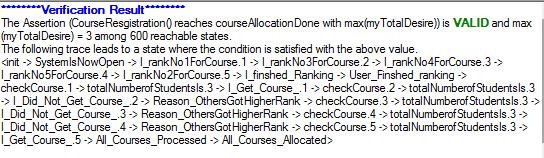 ********Verification Result********
The Assertion (CourseResgistration() reaches courseAllocationDone with max(myTotalDesire)) is VALID and max
(myTotalDesire) = 3 among 600 reachable states.
The following trace leads to a state where the condition is satisfied with the above value.
<init -> SystemIsNowOpen -> I_rankNo1ForCourse.1 -> I_rankNo3ForCourse.2 -> I_rankNo4ForCourse.3 ->
I_rankNo5ForCourse.4 -> I_rankNo2ForCourse.5 -> I_finshed_Ranking -> User_Finshed_ranking ->
checkCourse.1 -> totalNumberofStudentsIs.3 -> I_Get_Course_.1 -> checkCourse.2 -> totalNumberofStudentsIs.3
-> I_Did_Not_Get_Course_.2 -> Reason_OthersGotHigherRank -> checkCourse.3 -> totalNumberofStudentsIs.3 ->
I_Did_Not_Get_Course_.3 -> Reason_OthersGotHigherRank -> checkCourse.4 -> totalNumberofStudentsIs.3 ->
I_Did_Not_Get_Course_.4 -> Reason_OthersGotHigherRank -> checkCourse.5 -> totalNumberofStudentsIs.3 ->
I_Get_Course_.5 -> All_Courses_Processed -> All_Courses_Allocated>